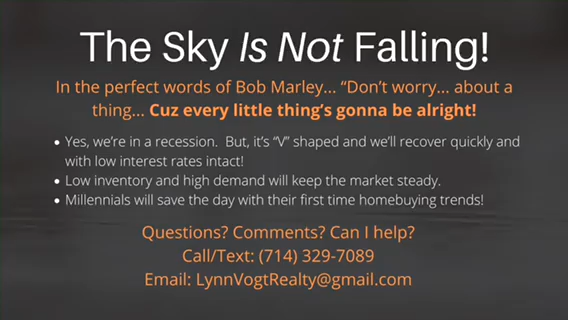 The Sky Is Not Falling!
In the perfect words of Bob Marley... “Don’t worry... about a
thing... Cuz every little thing’s gonna be alright!
• Yes, we’re in a recession.  But, it’s “V” shaped and we’ll recover quickly and
with low interest rates intact!
• Low inventory and high demand will keep the market steady.
• Millennials will save the day with their first time homebuying trends!
Questions? Comments? Can I help?
Call/Text: (714) 329-7089
Email: LynnVogtRealty@gmail.com